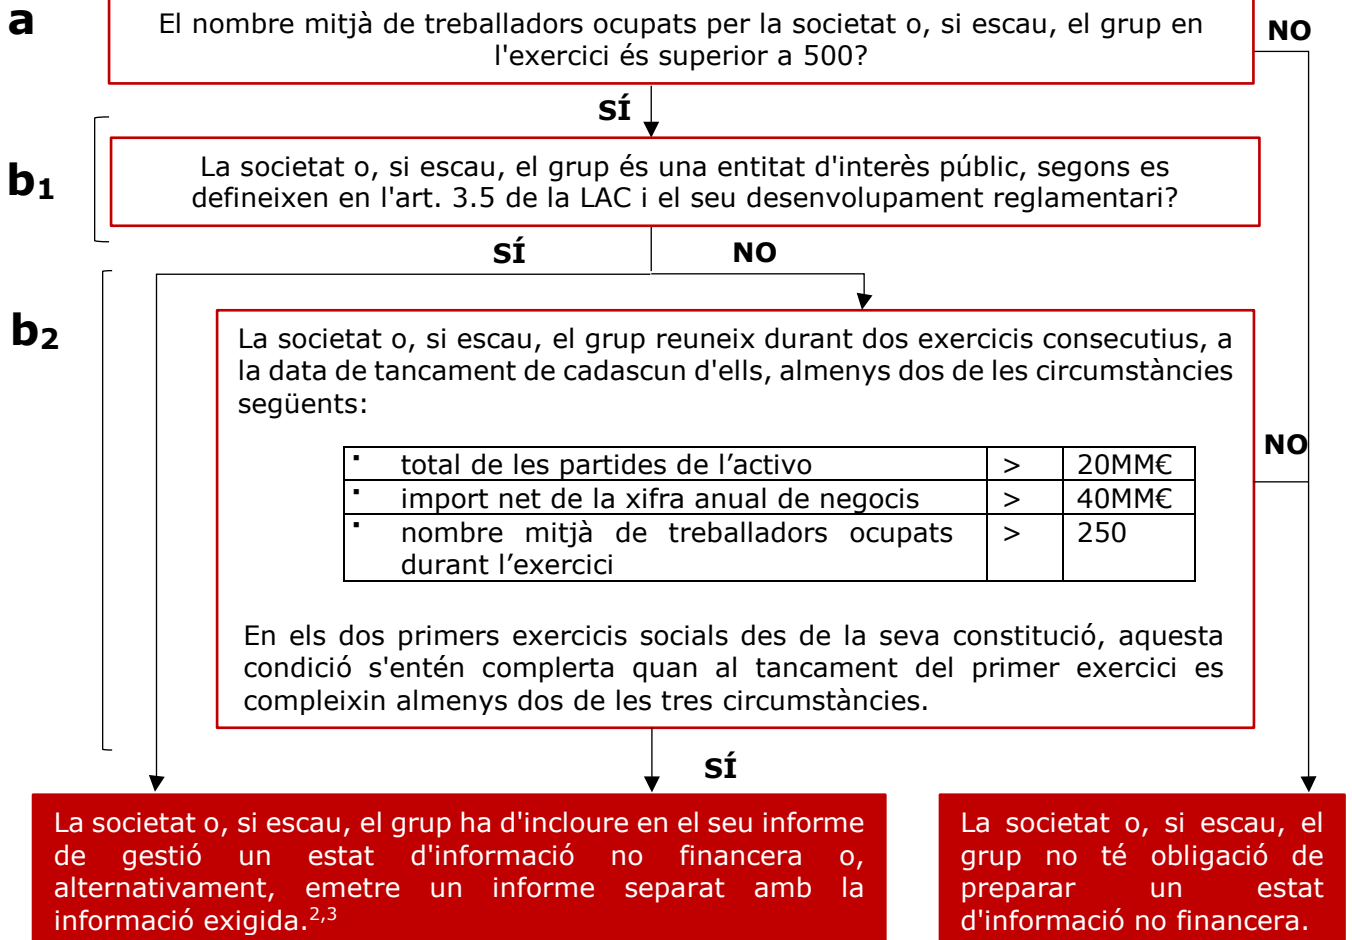 a
El nombre mitjà de treballadors ocupats per la societat o, si escau, el grup en
l'exercici és superior a 500?
NO
SÍ
b1
La societat o, si escau, el grup és una entitat d'interès públic, segons es
defineixen en l'art. 3.5 de la LAC i el seu desenvolupament reglamentari?
SÍ
NO
b2
La societat o, si escau, el grup reuneix durant dos exercicis consecutius, a
la data de tancament de cadascun d'ells, almenys dos de les circumstàncies
següents:
▪ total de les partides de l’activo > 20MM€
▪ import net de la xifra anual de negocis > 40MM€
▪ nombre mitjà de treballadors ocupats > 250
durant l’exercici
NO
En els dos primers exercicis socials des de la seva constitució, aquesta
condició s'entén complerta quan al tancament del primer exercici es
compleixin almenys dos de les tres circumstàncies.
SÍ
La societat o, si escau, el grup ha d'incloure en el seu informe
de gestió un estat d'informació no financera o,
alternativament, emetre un informe separat amb la
informació exigida.2,3
La societat o, si escau, el
grup no té obligació de
preparar un estat
d'informació no financera.